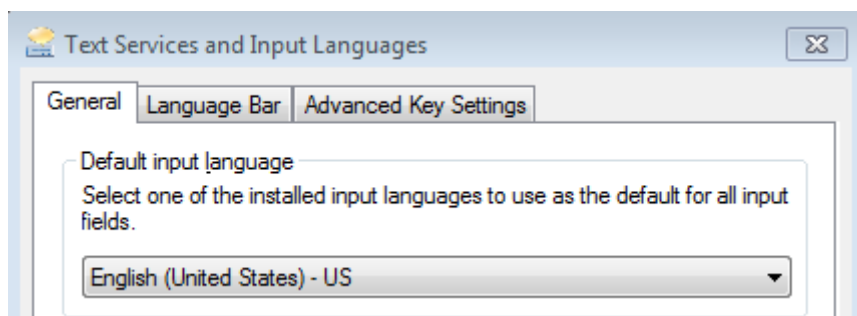 Text Services and Input Languages
General Language Bar Advanced Key Settings
Default input language
Select one of the installed input languages to use as the default for all input
fields.
English (United States) - US